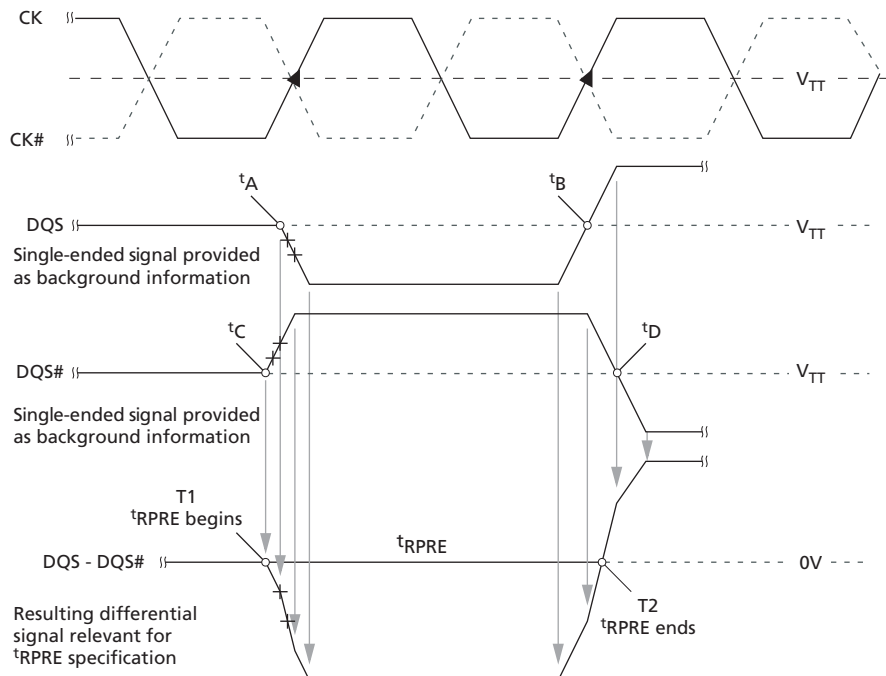 CK
VTT
CK#
tA
tB
DQS
VTT
Single-ended signal provided
as background information
tC
tD
DQS#
VTT
Single-ended signal provided
as background information
T1
tRPRE begins
tRPRE
DQS - DQS#
0V
T2
tRPRE ends
Resulting differential
signal relevant for
tRPRE specification